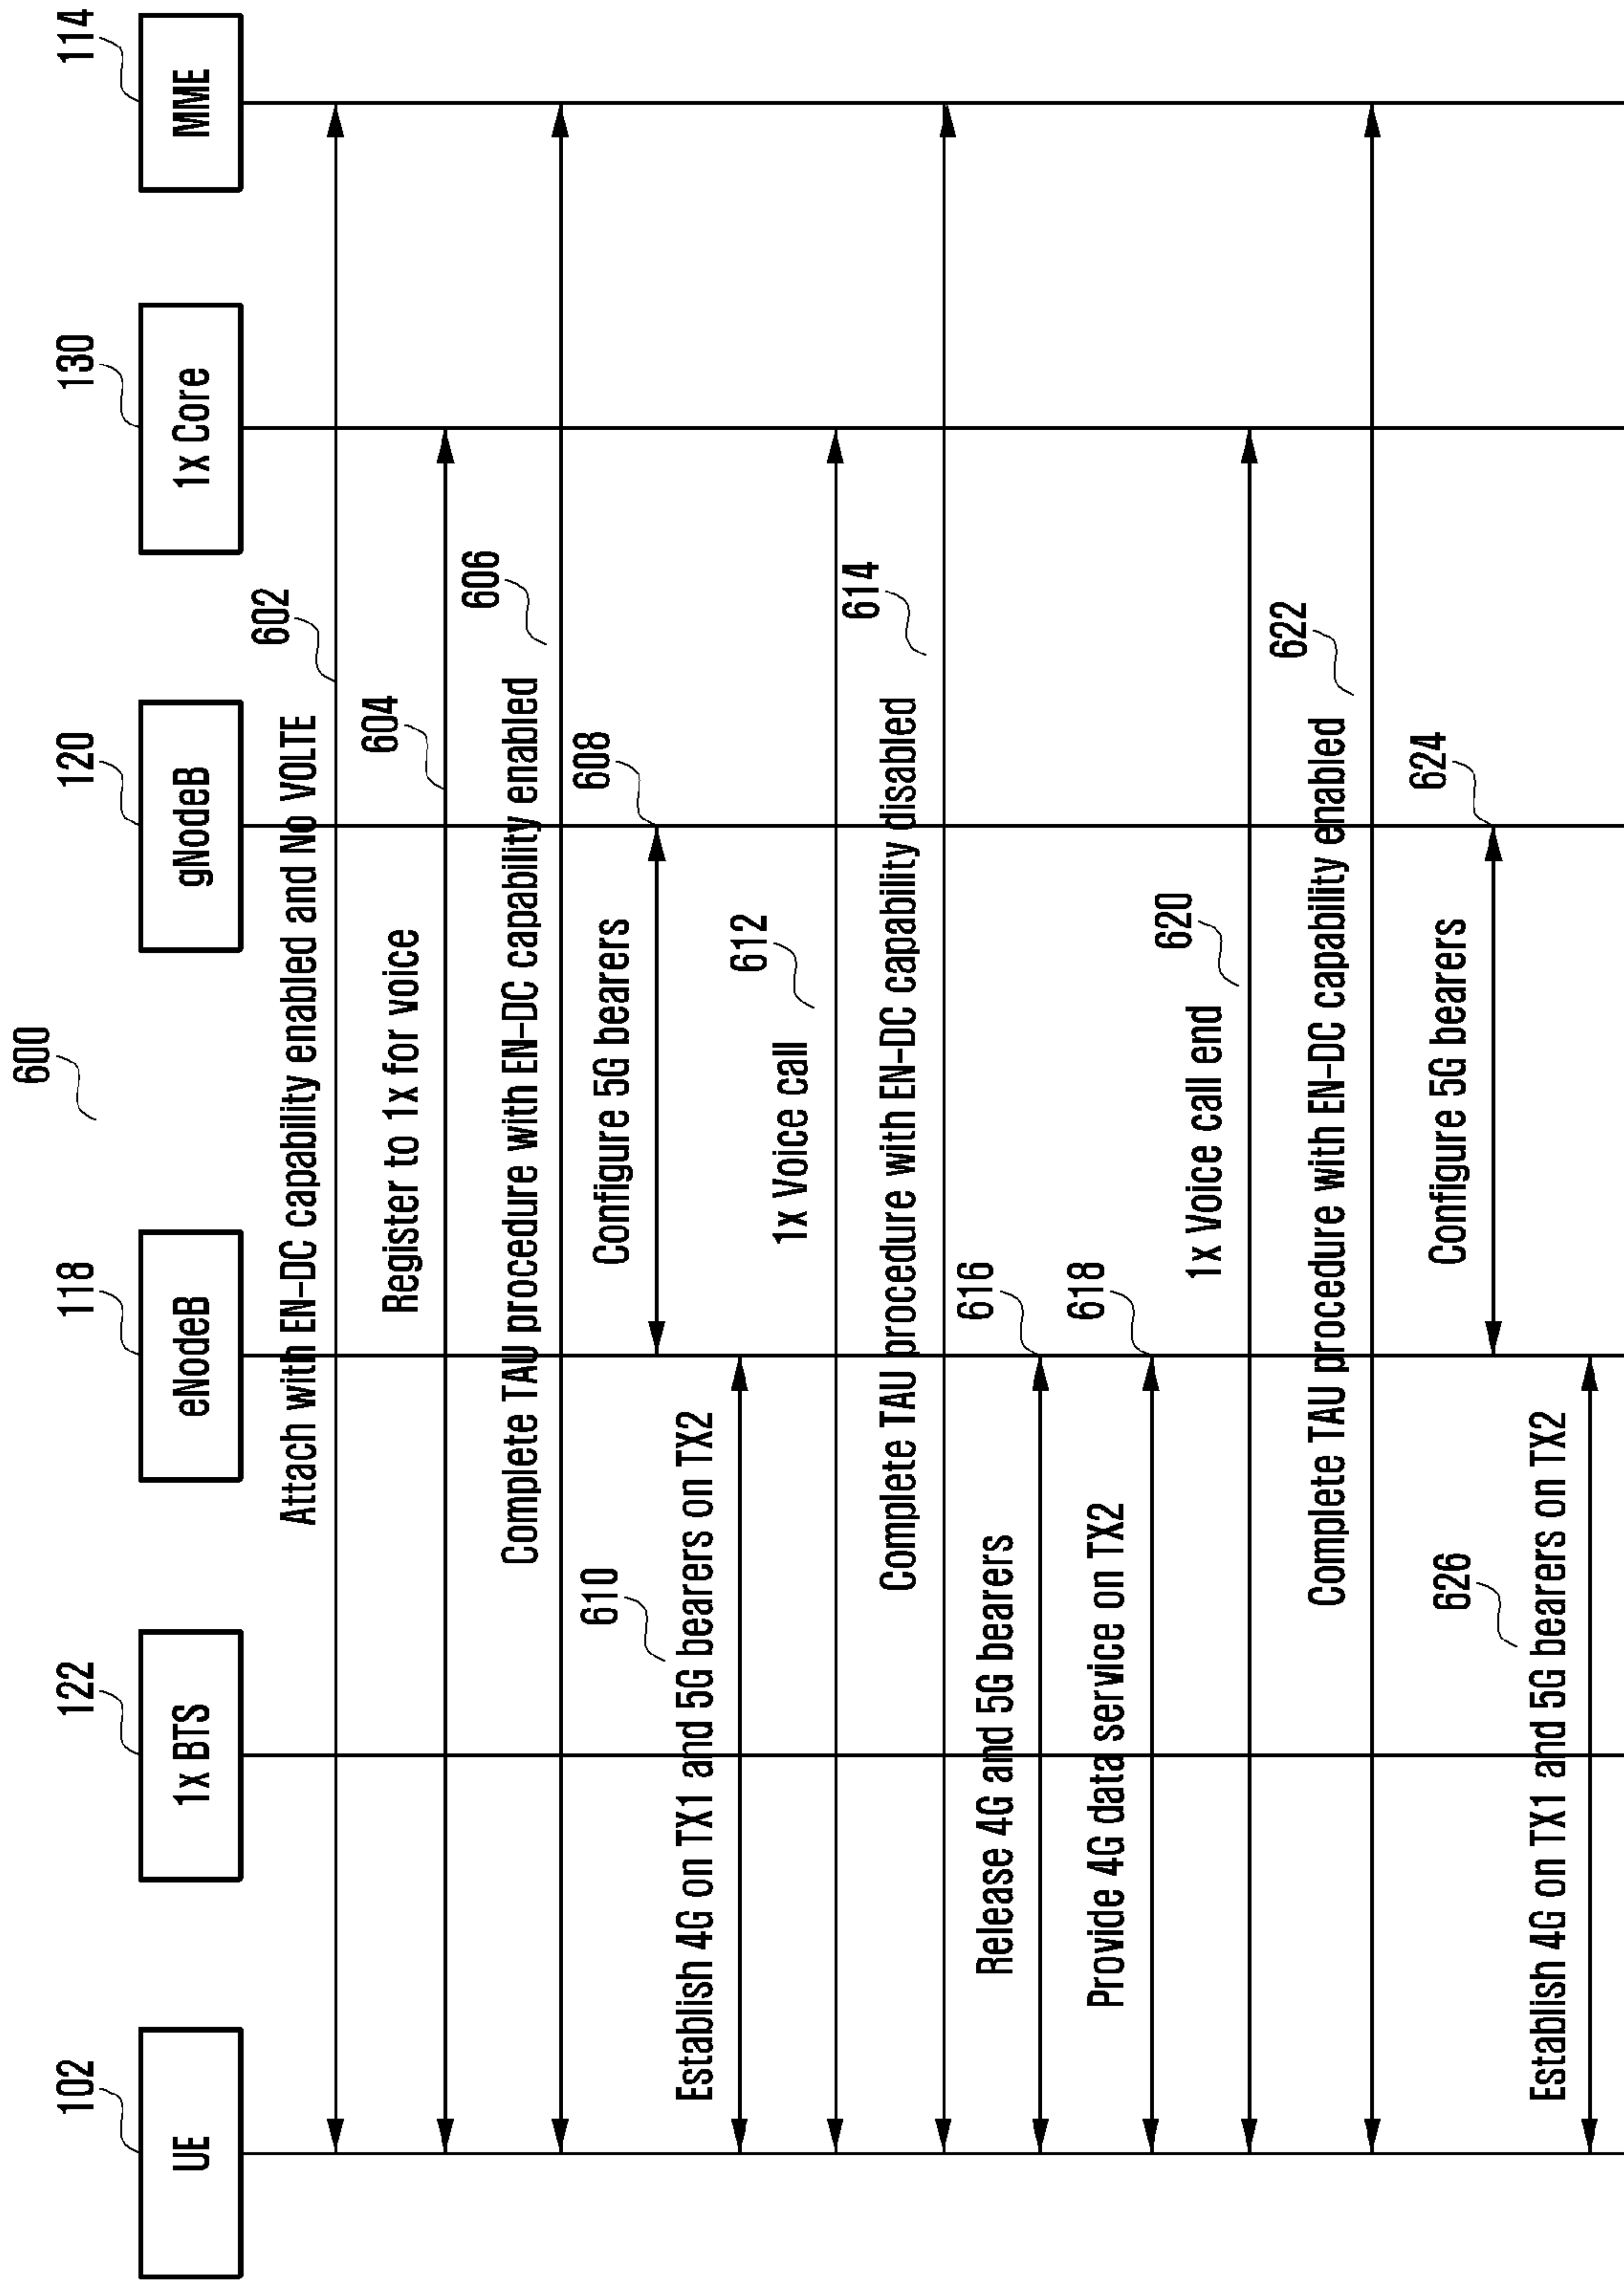 600
102
122
118
120
130
114
UE
1x BTS
eNodeB
gNodeB
1x Core
MME
602
Attach with EN-DC capability enabled and No VOLTE
604
Register to 1x for voice
606
Complete TAU procedure with EN-DC capability enabled
608
Configure 5G bearers
610
Establish 4G on TX1 and 5G bearers on TX2
612
1x Voice call
614
Complete TAU procedure with EN-DC capability disabled
616
Release 4G and 5G bearers
618
Provide 4G data service on TX2
620
1x Voice call end
622
Complete TAU procedure with EN-DC capability enabled
624
Configure 5G bearers
626
Establish 4G on TX1 and 5G bearers on TX2